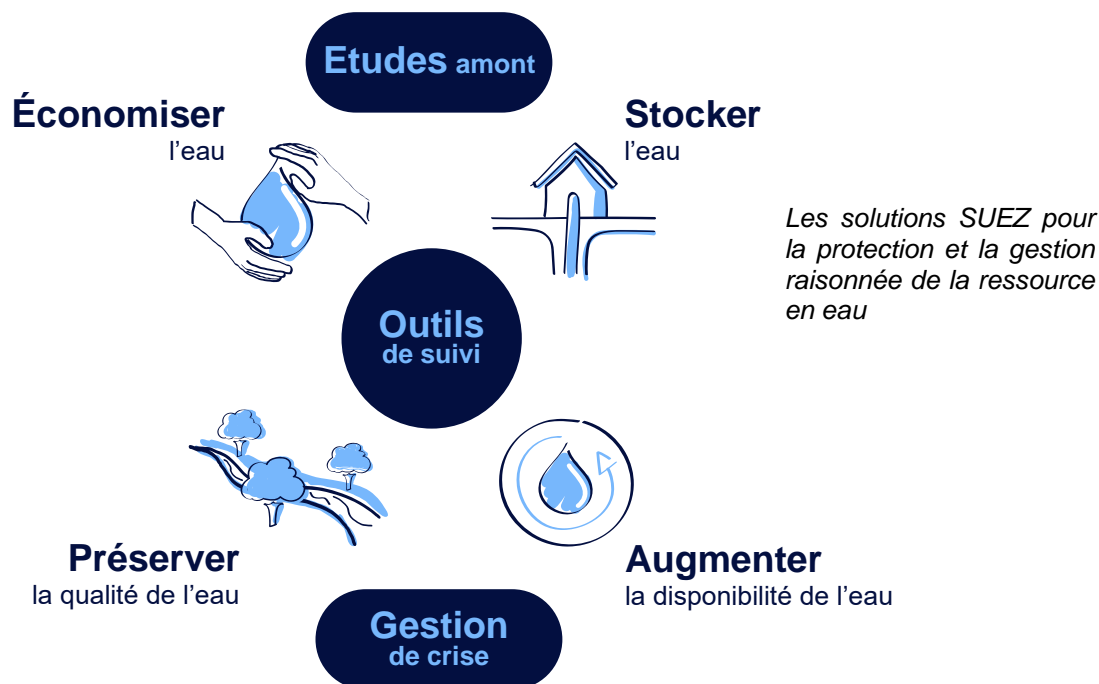 Etudes amont
Économiser
l'eau
Stocker
l'eau
Les solutions SUEZ pour
la protection et la gestion
raisonnée de la ressource
en eau
Outils
de suivi
Préserver
la qualité de l'eau
Augmenter
la disponibilité de l'eau
Gestion
de crise